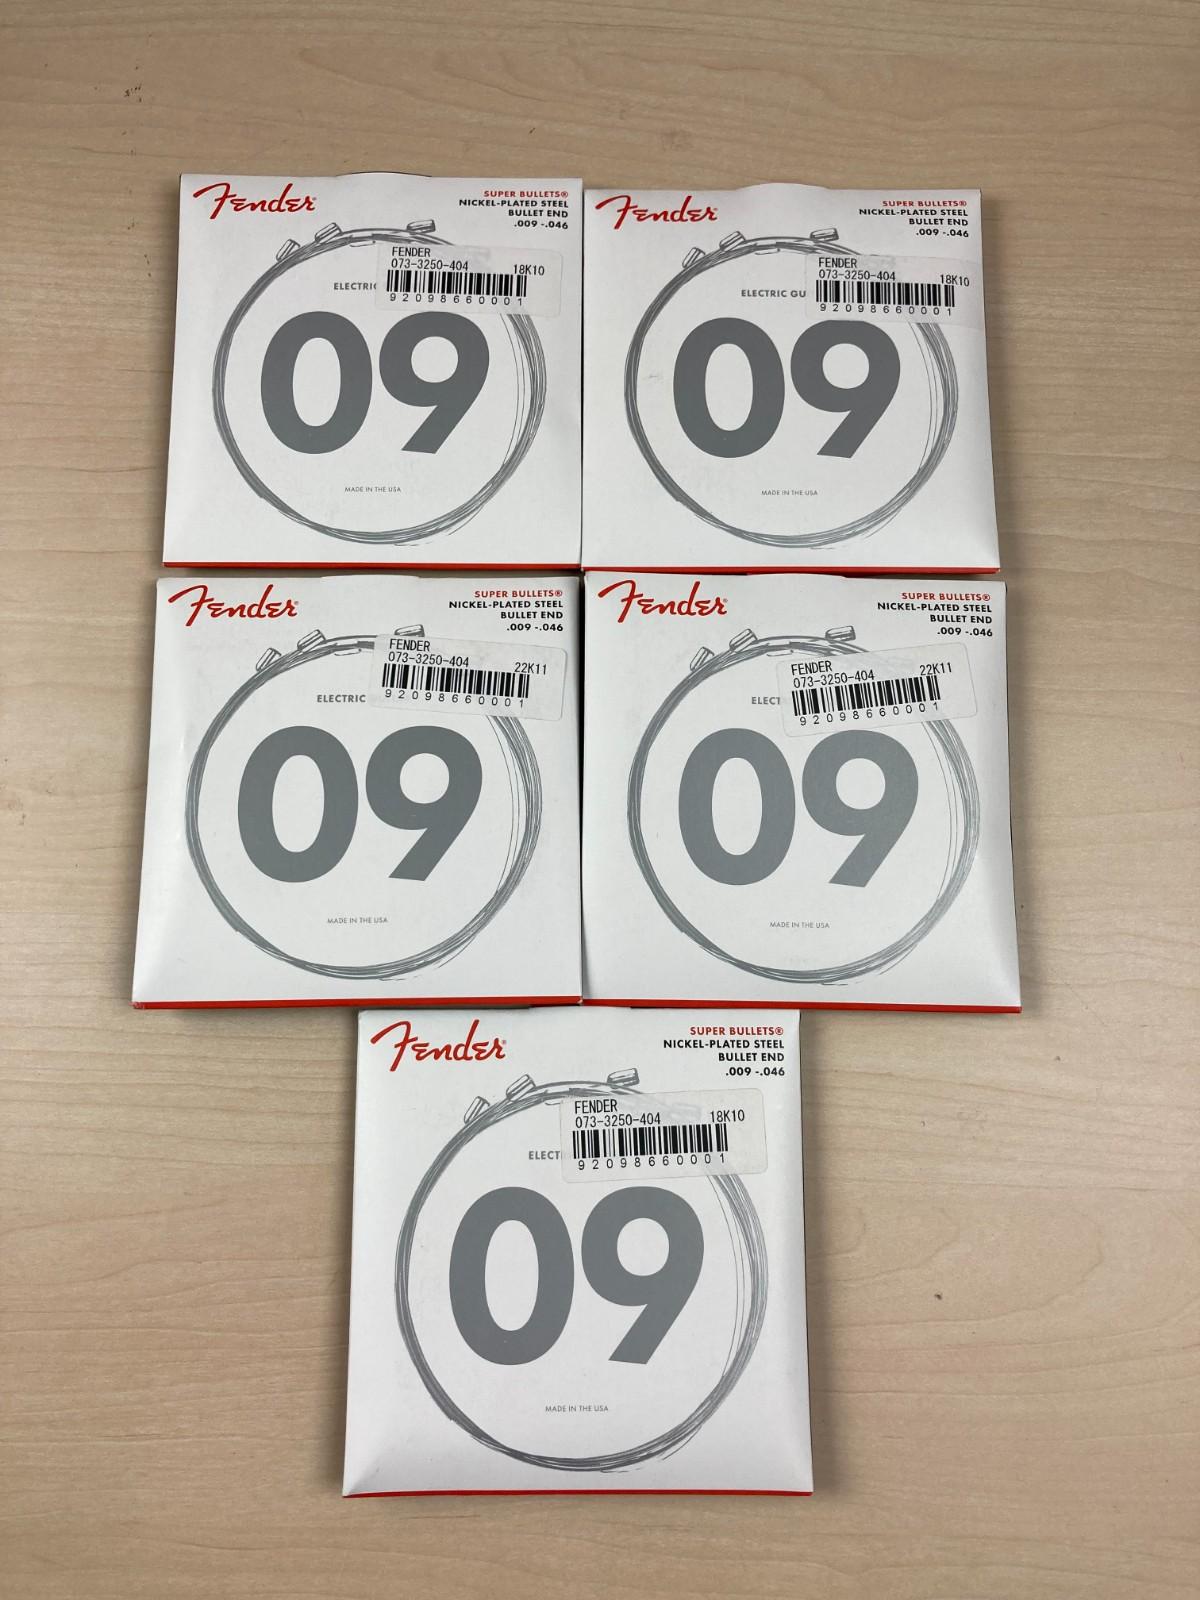 Fender®
SUPER BULLETS®
NICKEL-PLATED STEEL
BULLET END
.009 -.046
FENDER
073-3250-404 18K10
92098660001
ELECTRIC
09
MADE IN THE USA
Fender®
SUPER BULLETS®
NICKEL-PLATED STEEL
BULLET END
.009 -.046
FENDER
073-3250-404 18K10
92098660001
ELECTRIC GU
09
MADE IN THE USA
Fender®
SUPER BULLETS®
NICKEL-PLATED STEEL
BULLET END
.009 -.046
FENDER
073-3250-404 22K11
92098660001
ELECTRIC
09
MADE IN THE USA
Fender®
SUPER BULLETS®
NICKEL-PLATED STEEL
BULLET END
.009 -.046
FENDER
073-3250-404 22K11
92098660001
ELECT
09
MADE IN THE USA
Fender®
SUPER BULLETS®
NICKEL-PLATED STEEL
BULLET END
.009 -.046
FENDER
073-3250-404 18K10
92098660001
ELECT
09
MADE IN THE USA